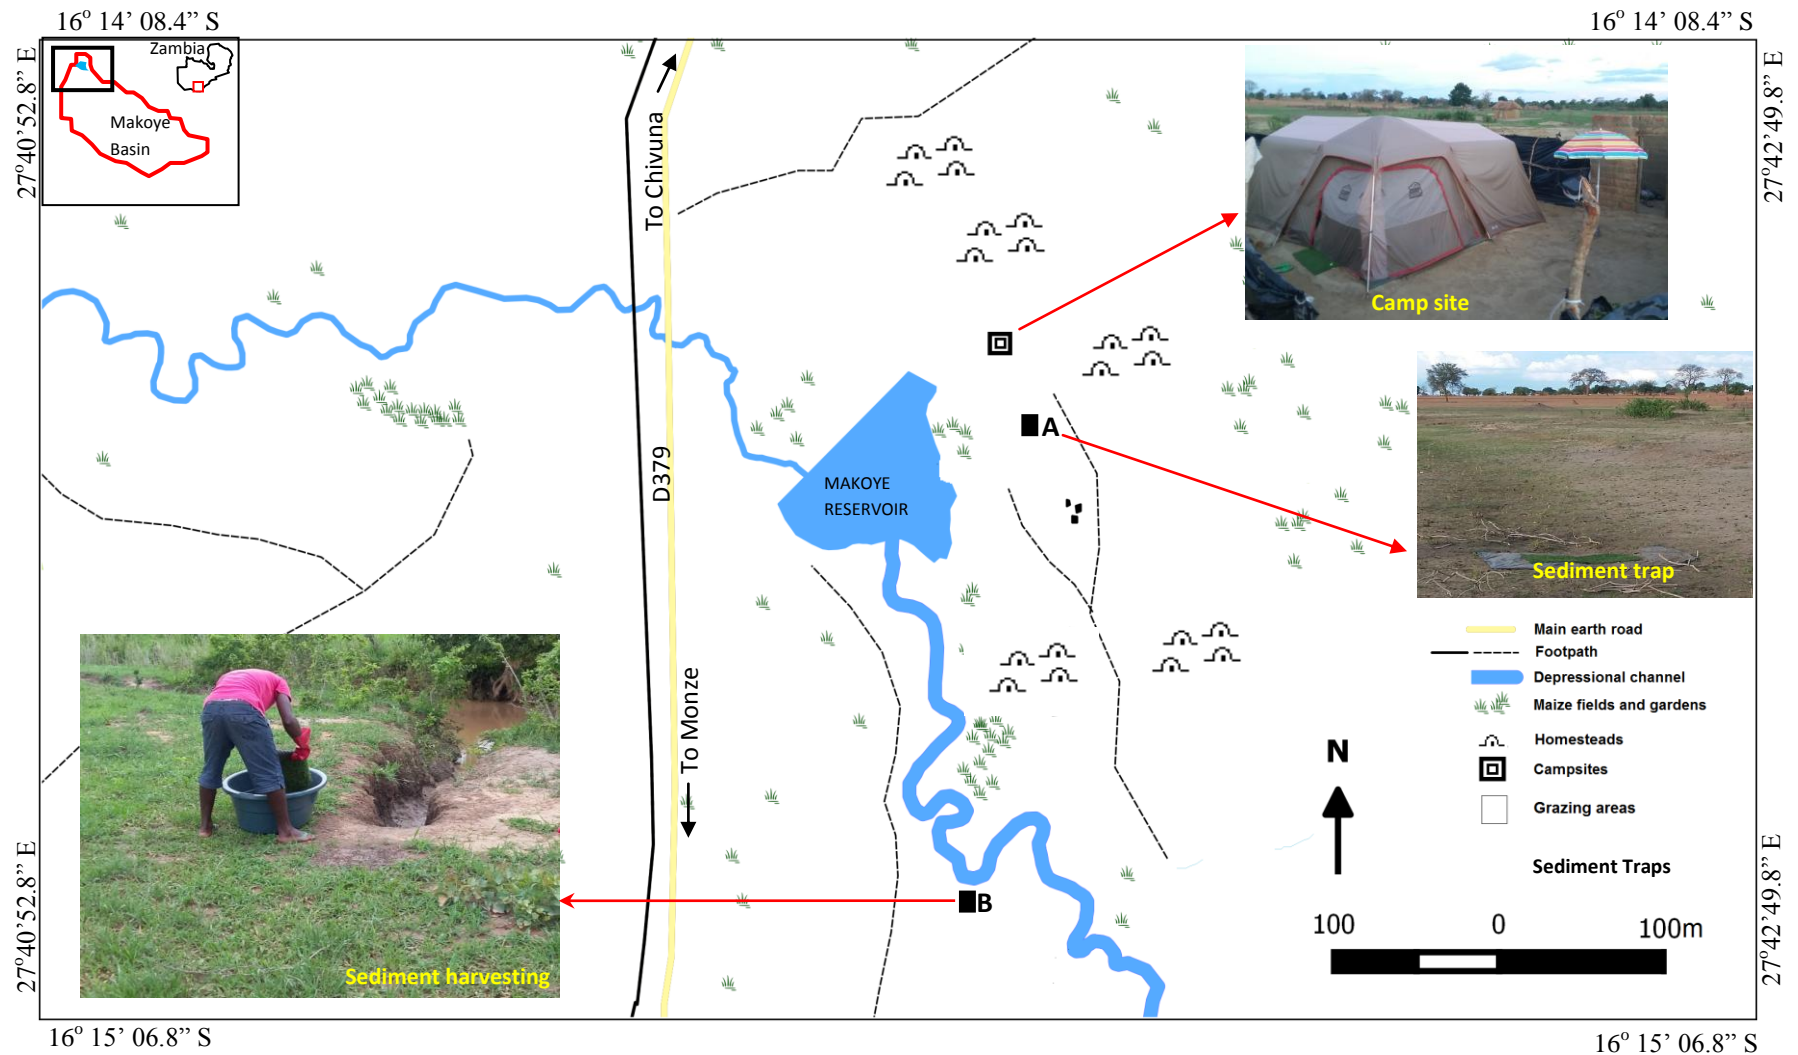 16° 14’ 08.4” S
16° 14’ 08.4” S
27°40’52.8” E
27°42’49.8” E
Zambia
Makoye
Basin
To Chivuna
Camp site
D379
MAKOYE
RESERVOIR
A
Sediment trap
Main earth road
Footpath
Depressional channel
Maize fields and gardens
Homesteads
Campsites
Grazing areas
Sediment Traps
N
100 0 100m
To Monze
B
Sediment harvesting
27°40’52.8” E
27°42’49.8” E
16° 15’ 06.8” S
16° 15’ 06.8” S